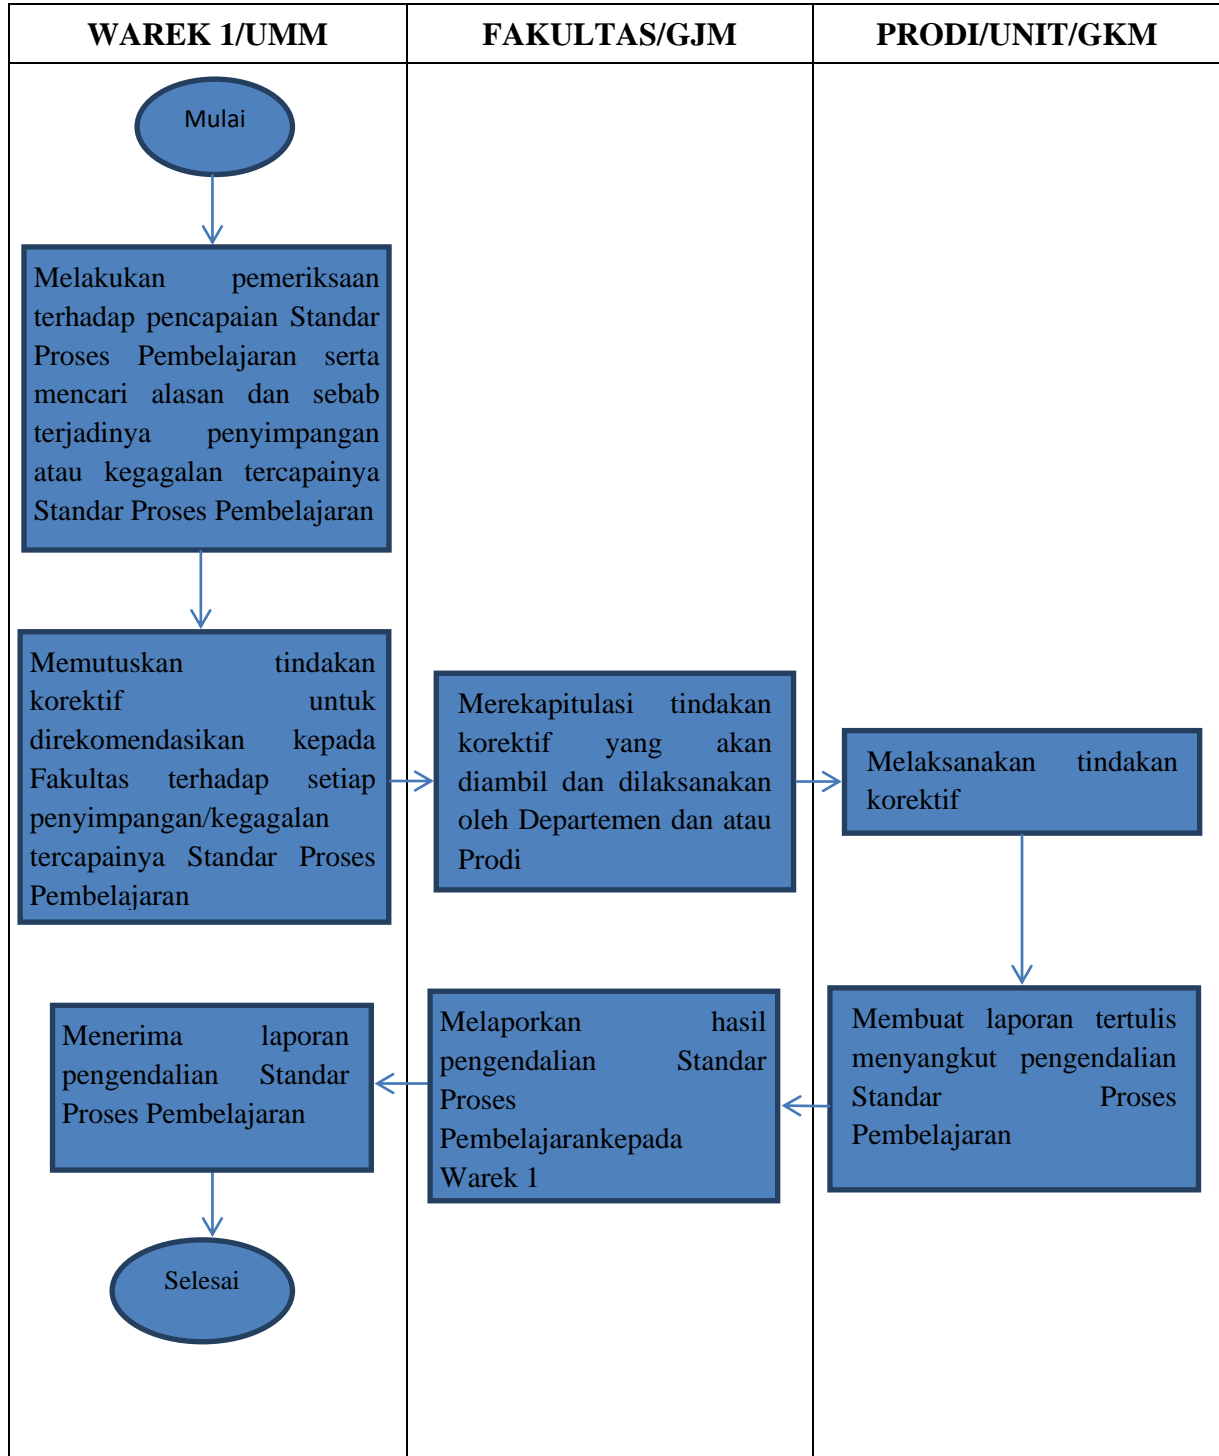 WAREK 1/UMM
FAKULTAS/GJM
PRODI/UNIT/GKM
Mulai
Melakukan pemeriksaan
terhadap pencapaian Standar
Proses Pembelajaran serta
mencari alasan dan sebab
terjadinya penyimpangan
atau kegagalan tercapainya
Standar Proses Pembelajaran
Memutuskan tindakan
korektif untuk
direkomendasikan kepada
Fakultas terhadap setiap
penyimpangan/kegagalan
tercapainya Standar Proses
Pembelajaran
Merekapitulasi tindakan
korektif yang akan
diambil dan dilaksanakan
oleh Departemen dan atau
Prodi
Melaksanakan tindakan
korektif
Membuat laporan tertulis
menyangkut pengendalian
Standar Proses
Pembelajaran
Melaporkan hasil
pengendalian Standar
Proses
Pembelajarankepada
Warek 1
Menerima laporan
pengendalian Standar
Proses Pembelajaran
Selesai